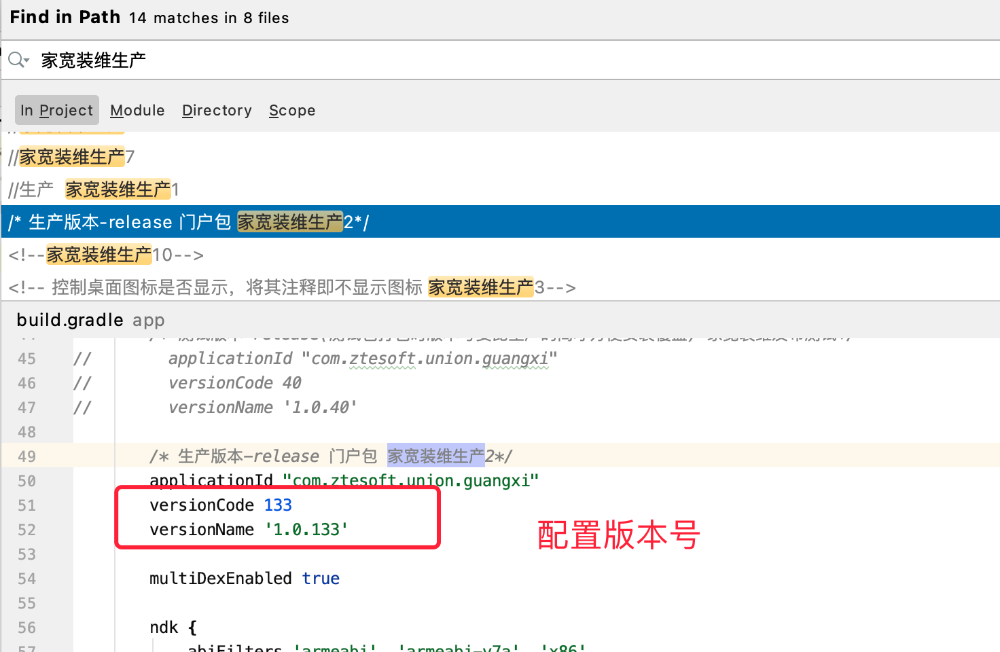 Find in Path 14 matches in 8 files
家宽装维生产
In Project Module Directory Scope
//家宽装维生产7
//生产 家宽装维生产1
/* 生产版本-release 门户包 家宽装维生产2*/
<!--家宽装维生产10-->
<!-- 控制桌面图标是否显示，将其注释即不显示图标 家宽装维生产3-->
build.gradle app
45 // applicationId "com.ztesoft.union.guangxi"
46 // versionCode 40
47 // versionName '1.0.40'
48
49 /* 生产版本-release 门户包 家宽装维生产2*/
50 applicationId "com.ztesoft.union.guangxi"
51 versionCode 133
52 versionName '1.0.133'
配置版本号
53
54 multiDexEnabled true
55
56 ndk {
57 abiFilters 'armeabi', 'armeabi-v7a', 'x86'